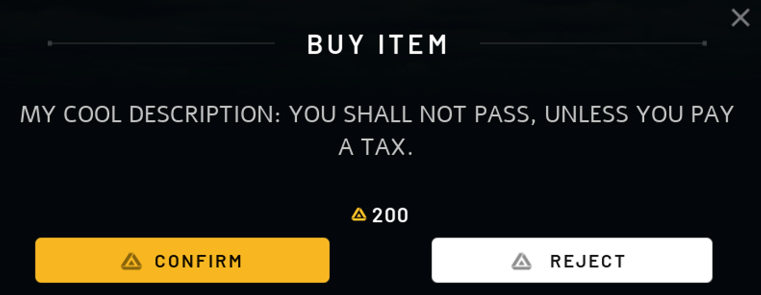 BUY ITEM
MY COOL DESCRIPTION: YOU SHALL NOT PASS, UNLESS YOU PAY
A TAX.
200
CONFIRM
REJECT